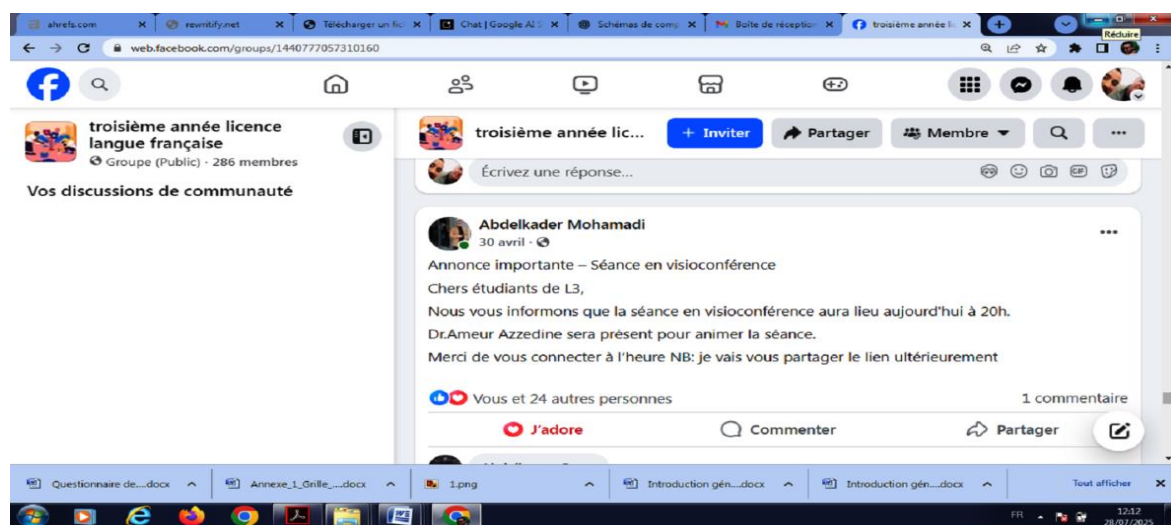 ahrefs.com
rewritify.net
Télécharger un fic
Chat | Google AI S
Schémas de comp
Boîte de réception
troisième année lic
Réduire
web.facebook.com/groups/1440777057310160
troisième année licence
langue française
Groupe (Public) · 286 membres
Vos discussions de communauté
troisième année lic...
+ Inviter
Partager
Membre
Écrivez une réponse...
GIF
Abdelkader Mohamadi
30 avril ·
Annonce importante – Séance en visioconférence
Chers étudiants de L3,
Nous vous informons que la séance en visioconférence aura lieu aujourd'hui à 20h.
Dr.Ameur Azzedine sera présent pour animer la séance.
Merci de vous connecter à l'heure NB: je vais vous partager le lien ultérieurement
Vous et 24 autres personnes
1 commentaire
J'adore
Commenter
Partager
Questionnaire de....docx
Annexe_1_Grille_....docx
1.png
Introduction gén....docx
Introduction gén....docx
Tout afficher
FR
12:12
28/07/2025